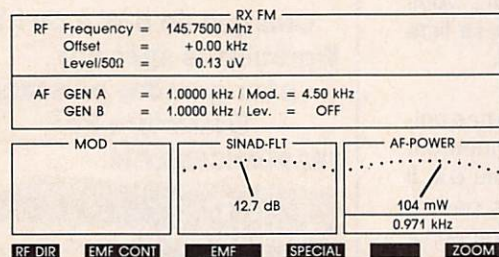 RX FM
RF Frequency = 145.7500 Mhz
Offset = +0.00 kHz
Level/50Ω = 0.13 uV
AF GEN A = 1.0000 kHz / Mod. = 4.50 kHz
GEN B = 1.0000 kHz / Lev. = OFF
MOD SINAD-FLT AF-POWER
12.7 dB 104 mW
0.971 kHz
RF DIR EMF CONT EMF SPECIAL ZOOM